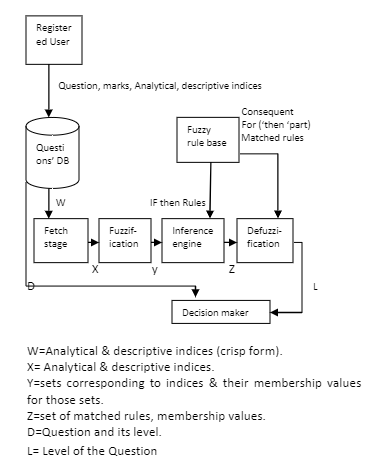 Register
ed User
Question, marks, Analytical, descriptive indices
Consequent
For ('then 'part)
Matched rules
Fuzzy
rule base
Questi
ons' DB
W
IF then Rules
Fetch
stage
Fuzzif-
ication
Inference
engine
Defuzzi-
fication
X
y
Z
D
L
Decision maker
W=Analytical & descriptive indices (crisp form).
X= Analytical & descriptive indices.
Y=sets corresponding to indices & their membership values
for those sets.
Z=set of matched rules, membership values.
D=Question and its level.
L= Level of the Question